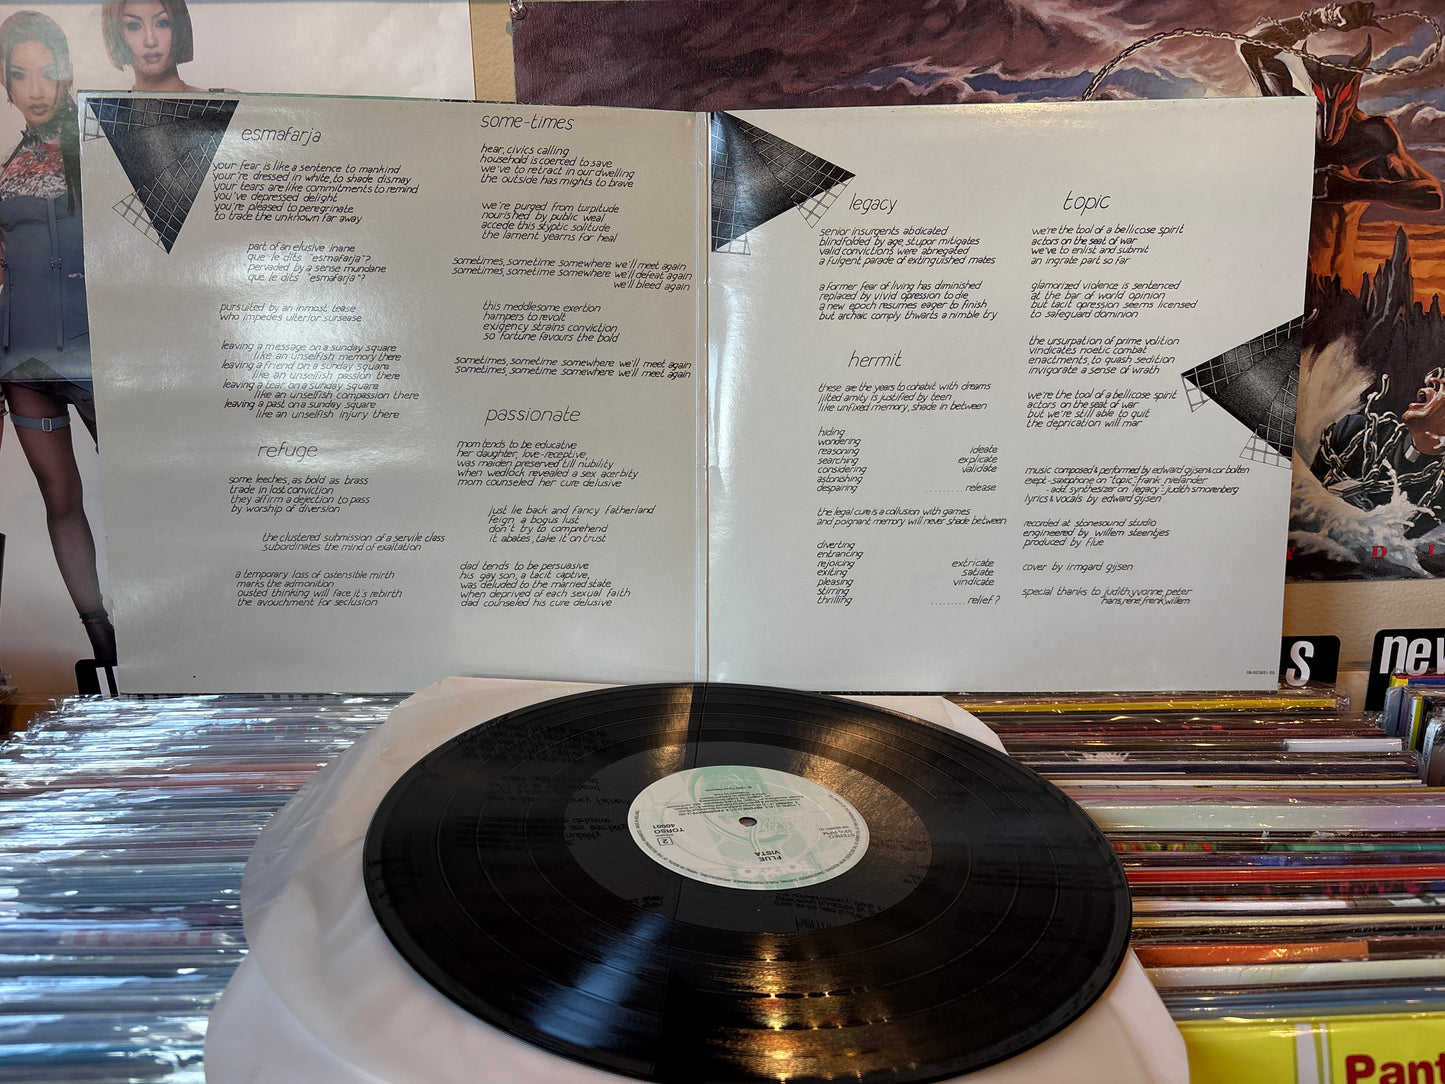 esmafarja
your fear is like a sentence to mankind
your're dressed in white, to shade dismay
your tears are like commitments to remind
you've depressed delight
you're pleased to peregrinate
to trace the unknown far away
part of an elusive inane
que le dits "esmafarja"?
pervaded by a sense mundane
que le dits "esmafarja"?
pursuited by an inmost tease
who impedes ulterior sursease
leaving a message on a sunday square
like an unselfish memory there
leaving a friend on a sunday square
like an unselfish passion there
leaving a tear on a sunday square
like an unselfish compassion there
leaving a past on a sunday square
like an unselfish injury there
refuge
some leeches, as bold as brass
trade in lost conviction
they affirm a dejection to pass
by worship of diversion
the clustered submission of a servile class
subordinates the mind of exaltation
a temporary loss of ostensible mirth
marks the admonition
ousted thinking will face it's rebirth
the avouchment for seclusion
some-times
hear, civics calling
household is coerced to save
we've to retract in our dwelling
the outside has mights to brave
we're purged from turpitude
nourished by public weal
accede this styptic solitude
the lament yearns for heal
sometimes, sometime somewhere we'll meet again
sometimes, sometime somewhere we'll defeat again
we'll bleed again
this meddlesome exertion
hampers to revolt
exigency strains conviction
so fortune favours the bold
sometimes, sometime somewhere we'll meet again
sometimes, sometime somewhere we'll meet again
passionate
mom tends to be educative
her daughter, love-receptive,
was maiden preserved till nubility
when wedlock revealed a sex acerbity
mom counseled her cure delusive
just lie back and fancy fatherland
feign a bogus lust
don't try to comprehend
it abates, take it on trust
dad tends to be persuasive
his gay son, a tacit captive,
was deluded to the married state
when deprived of each sexual faith
dad counseled his cure delusive
legacy
senior insurgents abdicated
blindfolded by age, stupor mitigates
valid convictions were abnegated
a fulgent parade of extinguished mates
a former fear of living has diminished
replaced by vivid opression to die
a new epoch resumes eager to finish
but archaic comply thwarts a nimble try
hermit
these are the years to cohabit with dreams
jilted amity is justified by teen
like unfixed memory, shade in between
hiding
wondering
reasoning ideate
searching explicate
considering validate
astonishing
despairing .......... release
the legal cure is a collusion with games
and poignant memory will never shade between
diverting
entrancing
rejoicing extricate
exiting satiate
pleasing vindicate
stirring
thrilling .......... relief?
topic
we're the tool of a bellicose spirit
actors on the seat of war
we've to enlist and submit
an ingrate part so far
glamorized violence is sentenced
at the bar of world opinion
but tacit opression seems licensed
to safeguard dominion
the ursurpation of prime volition
vindicates noetic combat
enactments, to quash sedition
invigorate a sense of wrath
we're the tool of a bellicose spirit
actors on the seat of war
but we're still able to quit
the deprication will mar
music composed & performed by edward gijsen & cor bolten
exept - saxophone on "topic" frank nielander
- add. synthesizer on "legacy" - judith smorenberg
lyrics & vocals by edward gijsen
recorded at stonesound studio
engineered by willem steentjes
produced by flue
cover by irmgard gijsen
special thanks to judith, yvonne, peter
hans, rene, frenk, willem
S
new
Y DI
FLUE
VISTA
2
TORSO
40001
STEREO
33⅓ RPM
Pant